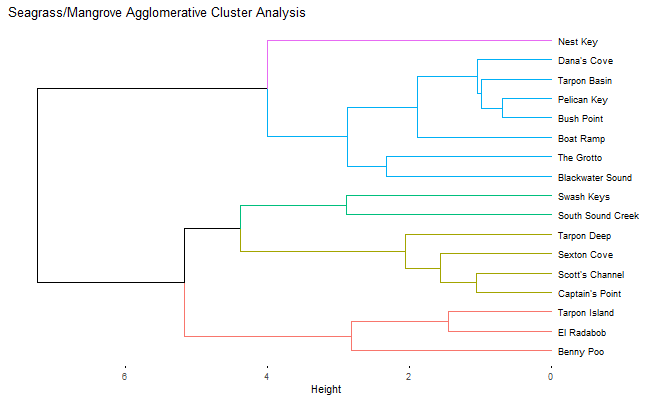 Seagrass/Mangrove Agglomerative Cluster Analysis
Nest Key
Dana's Cove
Tarpon Basin
Pelican Key
Bush Point
Boat Ramp
The Grotto
Blackwater Sound
Swash Keys
South Sound Creek
Tarpon Deep
Sexton Cove
Scott's Channel
Captain's Point
Tarpon Island
El Radabob
Benny Poo
6 4 2 0
Height